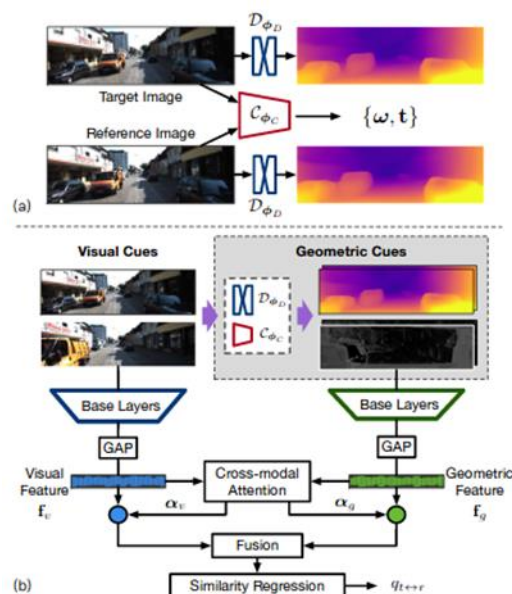 𝒟ϕD
Target Image
𝒞ϕC
{ω, t}
Reference Image
𝒟ϕD
(a)
Visual Cues
Geometric Cues
𝒟ϕD
𝒞ϕC
Base Layers
Base Layers
GAP
GAP
Visual
Feature
fv
Cross-modal
Attention
Geometric
Feature
fg
αv
αg
Fusion
(b)
Similarity Regression
qt↔r